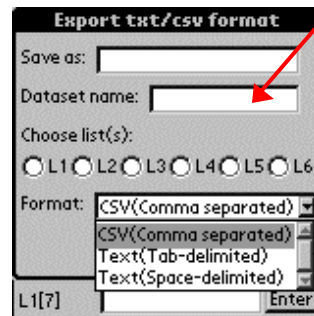 Export txt/csv format
Save as:
Dataset name:
Choose list(s):
L1 L2 L3 L4 L5 L6
Format: CSV(Comma separated)
CSV(Comma separated)
Text(Tab-delimited)
Text(Space-delimited)
L1[7] Enter